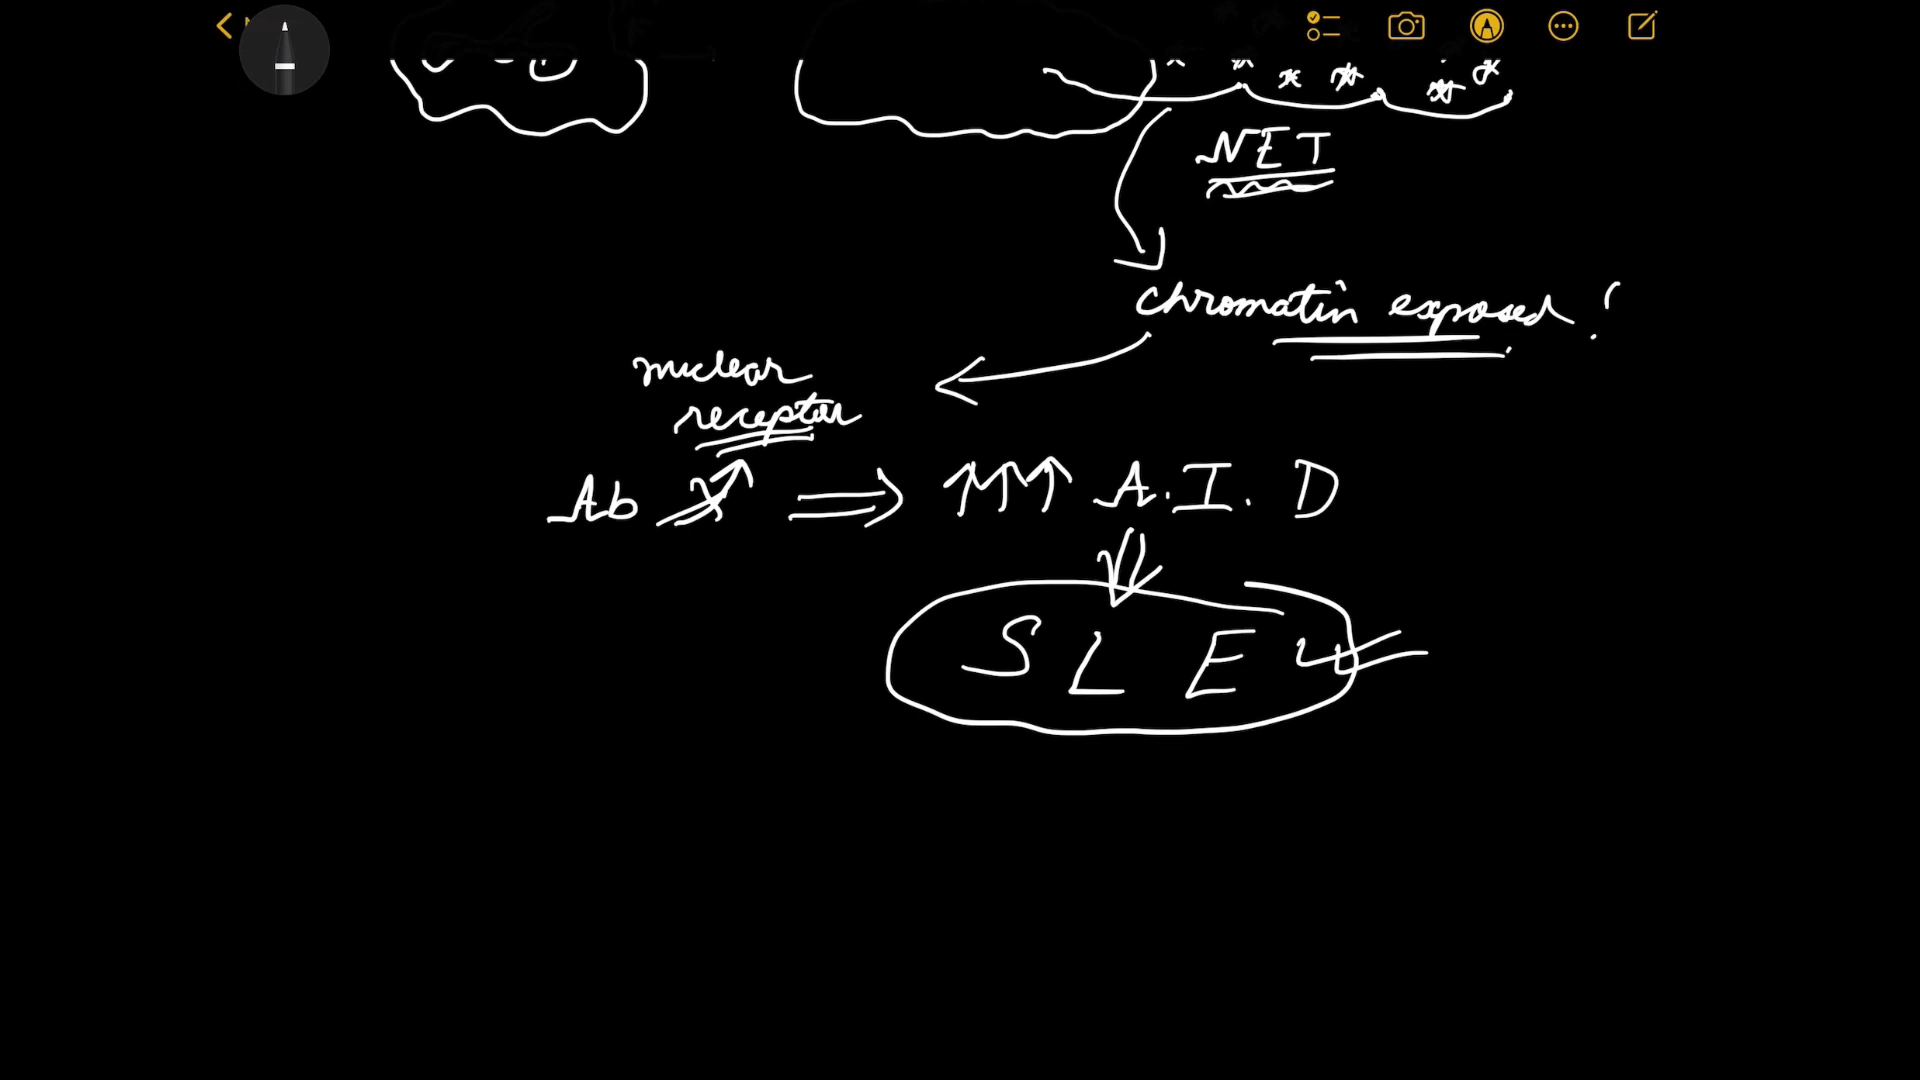 NET
chromatin exposed!
nuclear
receptor
Ab ⇒ ↑↑↑ A.I.D
SLE